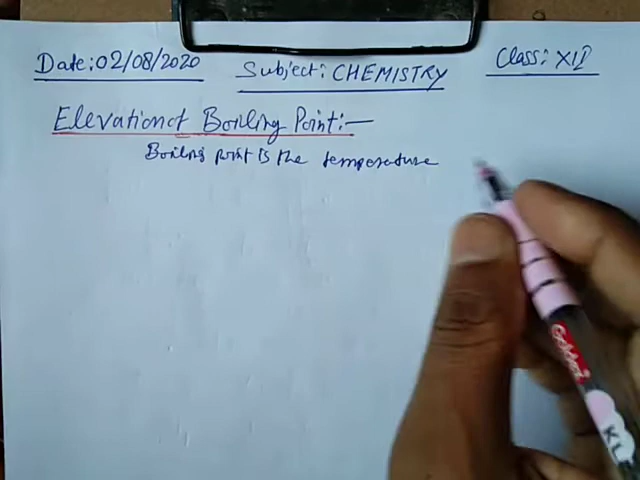 Date: 02/08/2020 Subject: CHEMISTRY Class: XII
Elevation of Boiling Point:—
Boiling point is the temperature